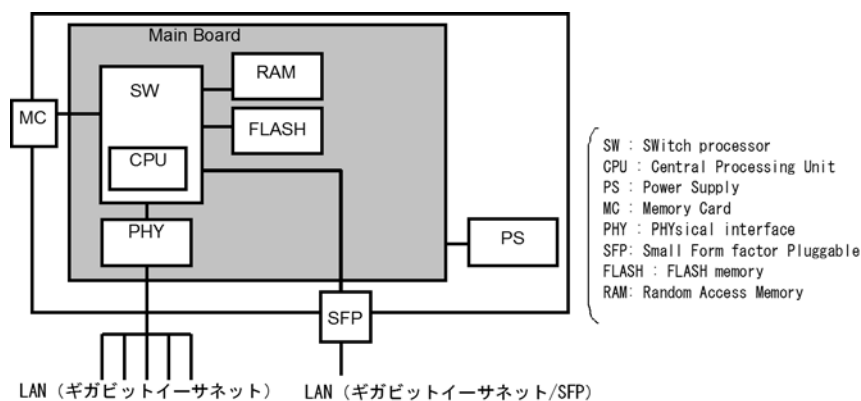 Main Board
SW
RAM
MC
FLASH
CPU
PHY
PS
SFP
LAN（ギガビットイーサネット）
LAN（ギガビットイーサネット/SFP）
SW : SWitch processor
CPU : Central Processing Unit
PS : Power Supply
MC : Memory Card
PHY : PHYsical interface
SFP: Small Form factor Pluggable
FLASH : FLASH memory
RAM: Random Access Memory